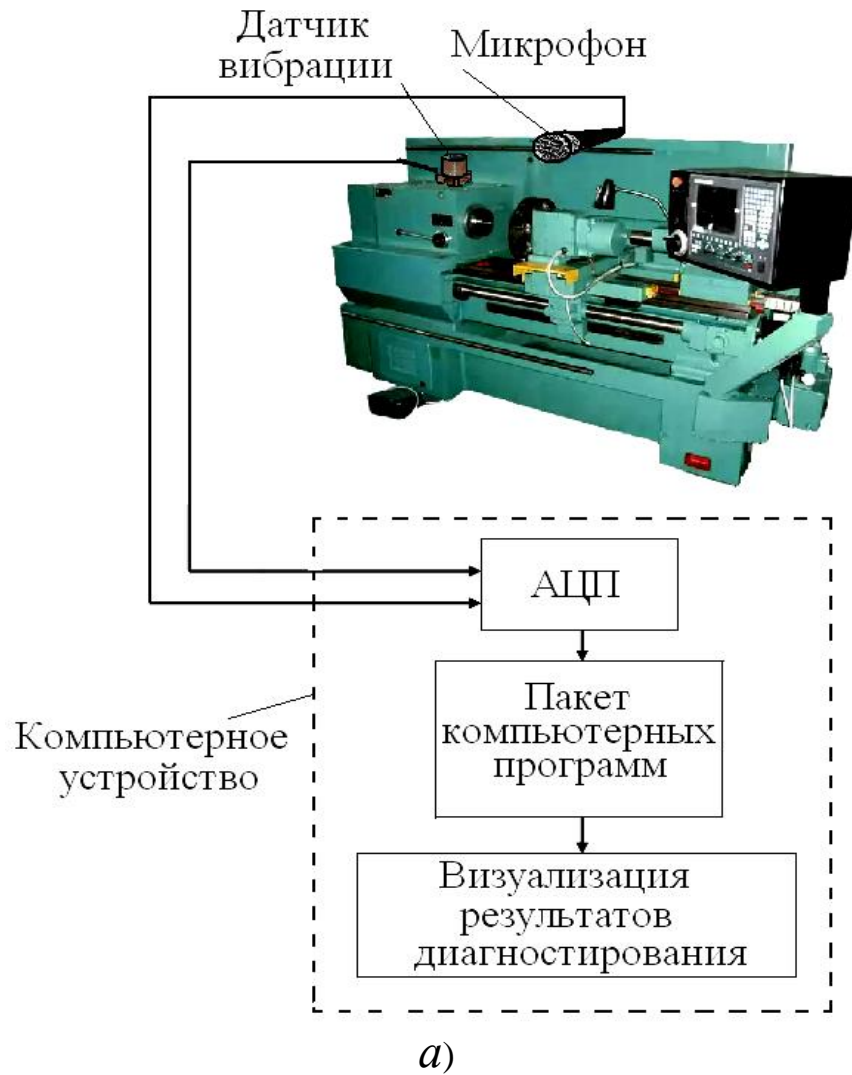 Датчик
вибрации
Микрофон
АЦП
Пакет
компьютерных
программ
Компьютерное
устройство
Визуализация
результатов
диагностирования
а)